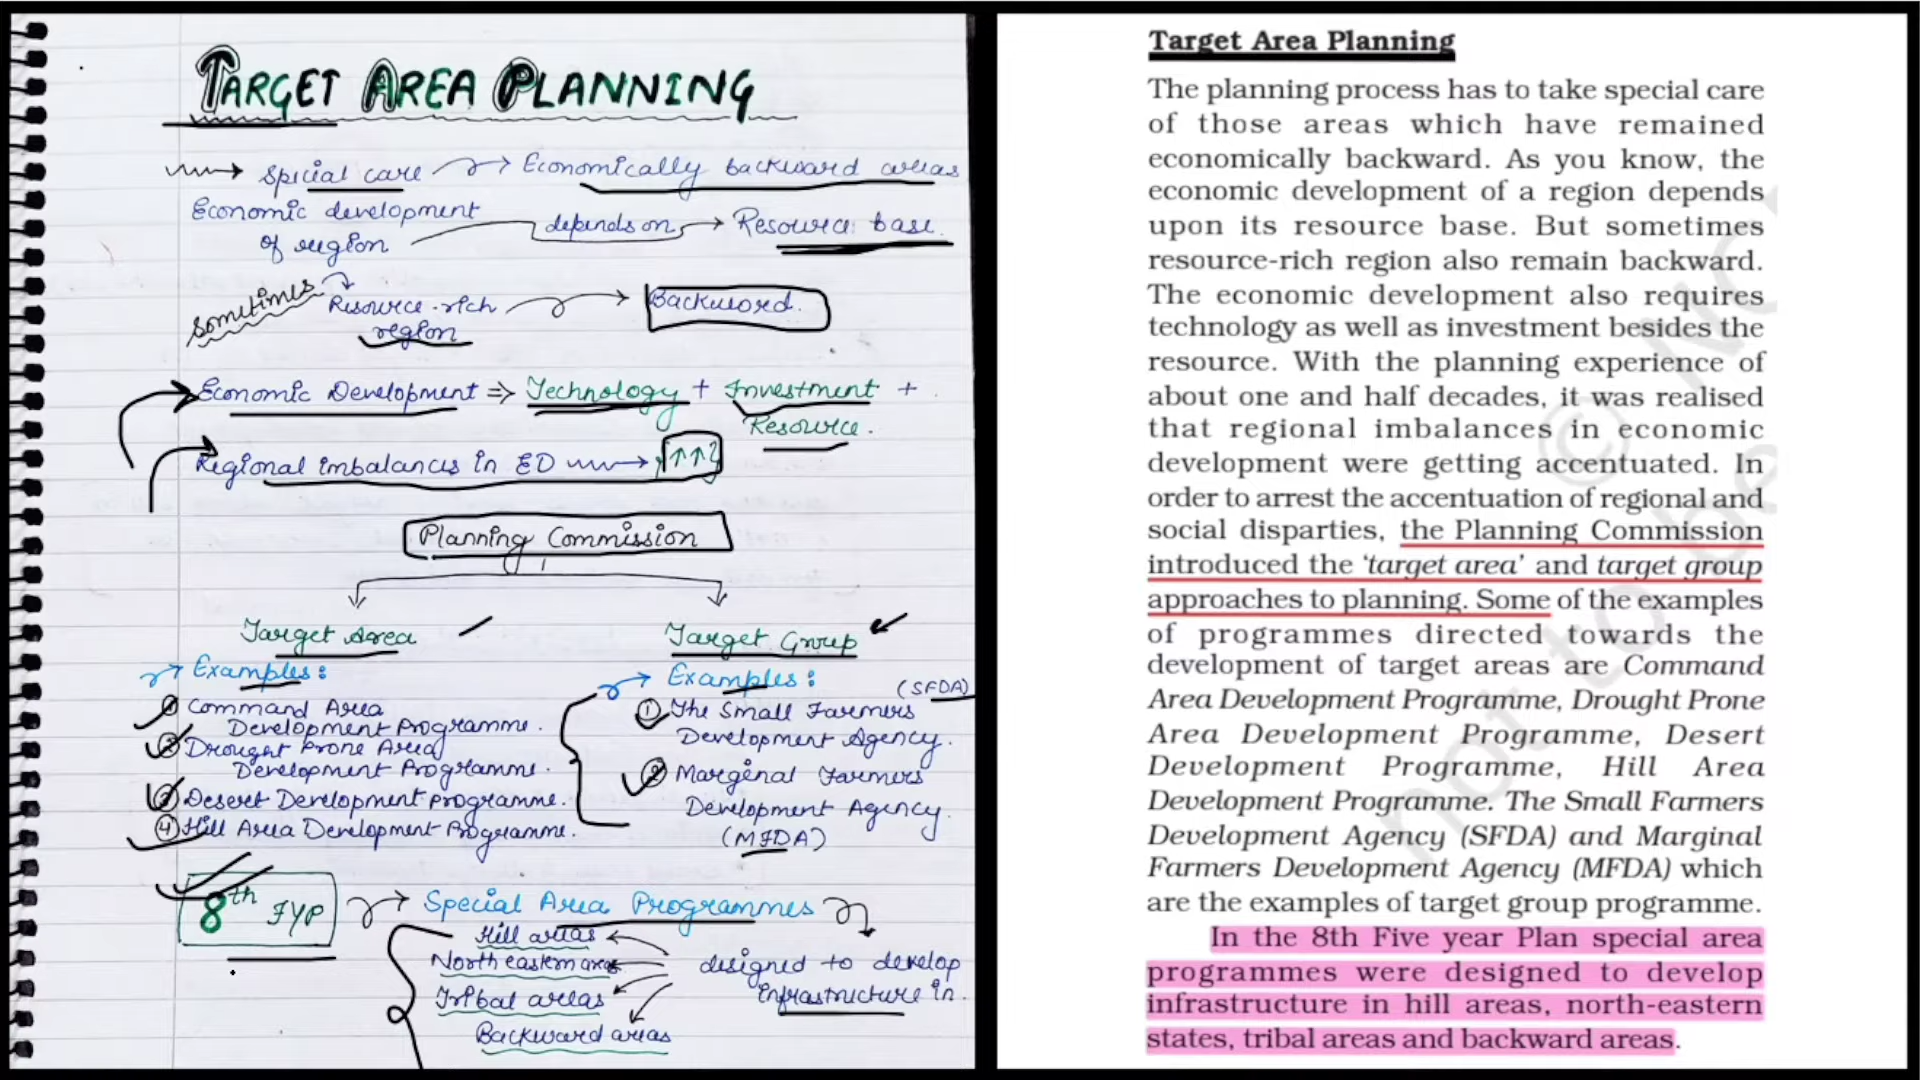 TARGET AREA PLANNING
Special care → Economically backward areas
Economic development depends on → Resource base.
of region
sometimes Resource-rich → Backword.
region
Economic Development ⇒ Technology + Investment +
Resource.
Regional imbalances in ED → ↑↑
Planning Commission
Target Area
Examples:
① Command Area
Development Programme.
② Drought Prone Area
Development Programme.
③ Desert Development programme.
④ Hill Area Development Programme.
Target Group
Examples:
(SFDA)
① The Small Farmers
Development Agency.
② Marginal Farmers
Development Agency.
(MFDA)
8th FYP → Special Area Programmes
Hill areas
North eastern areas
Tribal areas
Backward areas
designed to develop
infrastructure in.
Target Area Planning
The planning process has to take special care
of those areas which have remained
economically backward. As you know, the
economic development of a region depends
upon its resource base. But sometimes
resource-rich region also remain backward.
The economic development also requires
technology as well as investment besides the
resource. With the planning experience of
about one and half decades, it was realised
that regional imbalances in economic
development were getting accentuated. In
order to arrest the accentuation of regional and
social disparties, the Planning Commission
introduced the ‘target area’ and target group
approaches to planning. Some of the examples
of programmes directed towards the
development of target areas are Command
Area Development Programme, Drought Prone
Area Development Programme, Desert
Development Programme, Hill Area
Development Programme. The Small Farmers
Development Agency (SFDA) and Marginal
Farmers Development Agency (MFDA) which
are the examples of target group programme.
In the 8th Five year Plan special area
programmes were designed to develop
infrastructure in hill areas, north-eastern
states, tribal areas and backward areas.
not to be